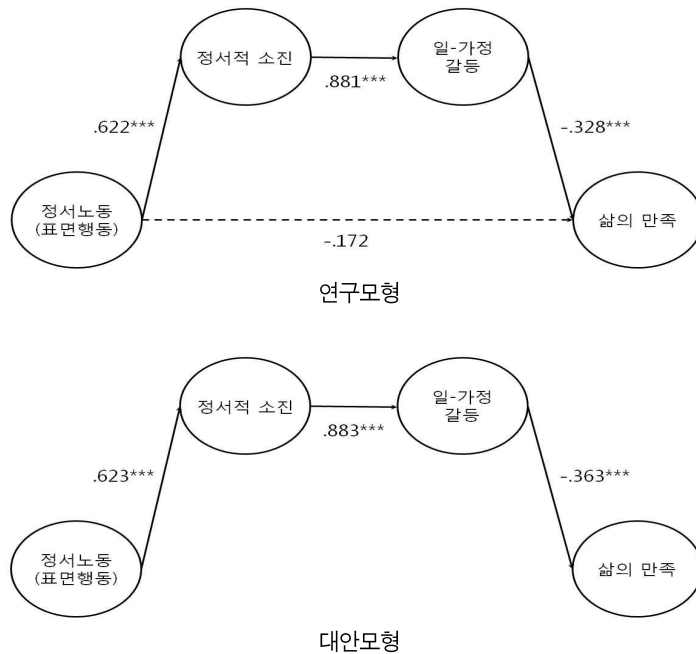 정서적 소진
일-가정
갈등
.881***
.622***
-.328***
정서노동
(표면행동)
삶의 만족
-.172
연구모형
정서적 소진
일-가정
갈등
.883***
.623***
-.363***
정서노동
(표면행동)
삶의 만족
대안모형